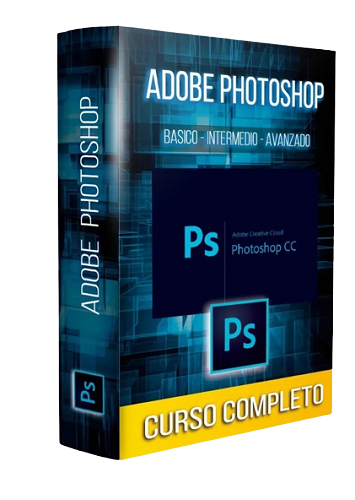 ADOBE PHOTOSHOP
Ps
ADOBE PHOTOSHOP
BASICO - INTERMEDIO - AVANZADO
Ps
Adobe Creative Cloud
Photoshop CC
Ps
CURSO COMPLETO